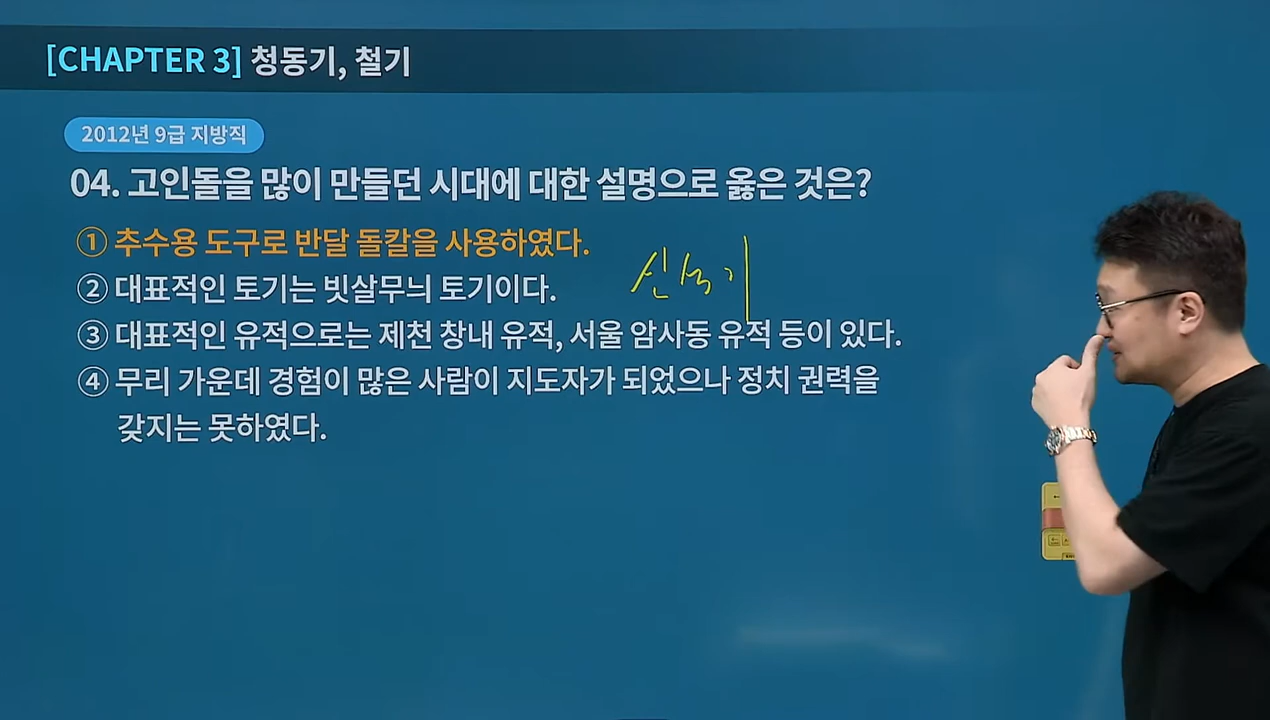 [CHAPTER 3] 청동기, 철기
2012년 9급 지방직
04. 고인돌을 많이 만들던 시대에 대한 설명으로 옳은 것은?
① 추수용 도구로 반달 돌칼을 사용하였다.
② 대표적인 토기는 빗살무늬 토기이다.
신석기
③ 대표적인 유적으로는 제천 창내 유적, 서울 암사동 유적 등이 있다.
④ 무리 가운데 경험이 많은 사람이 지도자가 되었으나 정치 권력을
갖지는 못하였다.